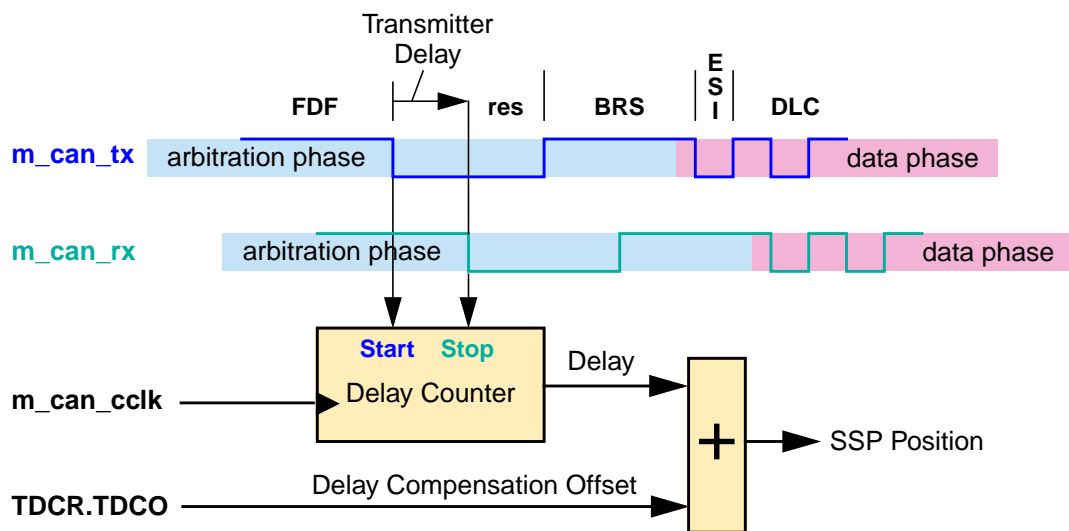 Transmitter
Delay
FDF
res
BRS
ESI
DLC
m_can_tx
arbitration phase
data phase
m_can_rx
arbitration phase
data phase
Start
Stop
Delay Counter
m_can_cclk
Delay
+
SSP Position
Delay Compensation Offset
TDCR.TDCO